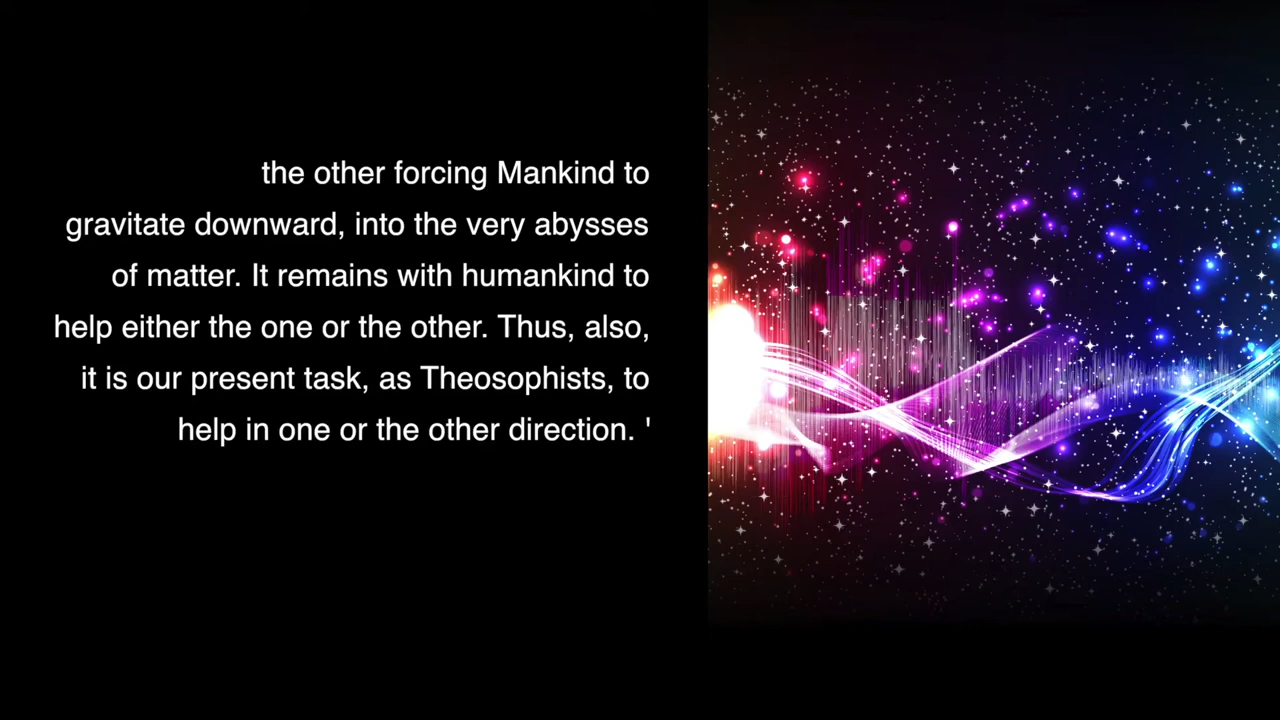 the other forcing Mankind to
gravitate downward, into the very abysses
of matter. It remains with humankind to
help either the one or the other. Thus, also,
it is our present task, as Theosophists, to
help in one or the other direction. '